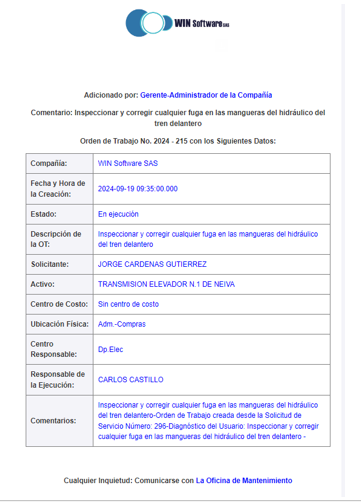 WIN Software SAS
Adicionado por: Gerente-Administrador de la Compañía
Comentario: Inspeccionar y corregir cualquier fuga en las mangueras del hidráulico del
tren delantero
Orden de Trabajo No. 2024 - 215 con los Siguientes Datos:
Compañía: WIN Software SAS
Fecha y Hora de
la Creación: 2024-09-19 09:35:00.000
Estado: En ejecución
Descripción de
la OT: Inspeccionar y corregir cualquier fuga en las mangueras del hidráulico
del tren delantero
Solicitante: JORGE CARDENAS GUTIERREZ
Activo: TRANSMISION ELEVADOR N.1 DE NEIVA
Centro de Costo: Sin centro de costo
Ubicación Física: Adm.-Compras
Centro
Responsable: Dp.Elec
Responsable de
la Ejecución: CARLOS CASTILLO
Comentarios: Inspeccionar y corregir cualquier fuga en las mangueras del hidráulico
del tren delantero-Orden de Trabajo creada desde la Solicitud de
Servicio Número: 296-Diagnóstico del Usuario: Inspeccionar y corregir
cualquier fuga en las mangueras del hidráulico del tren delantero -
Cualquier Inquietud: Comunicarse con La Oficina de Mantenimiento